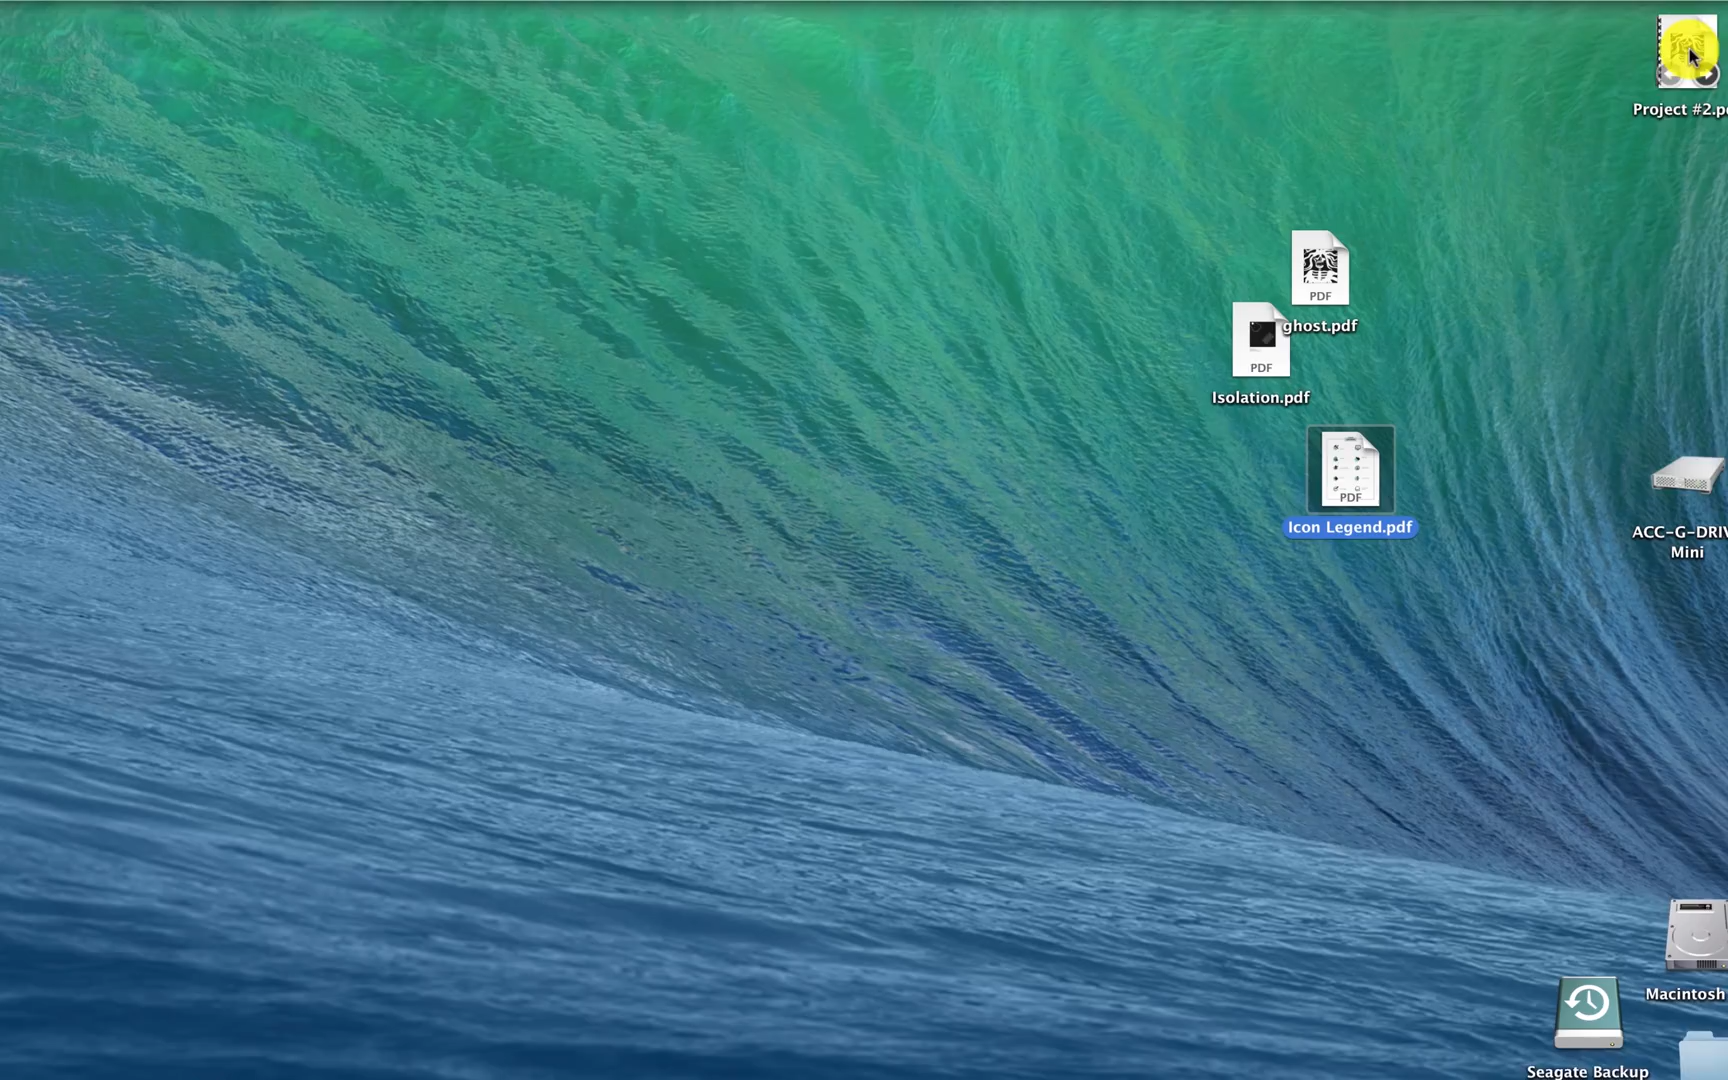 Project #2.p
PDF
ghost.pdf
PDF
Isolation.pdf
PDF
Icon Legend.pdf
ACC-G-DRIV
Mini
Macintosh
Seagate Backup